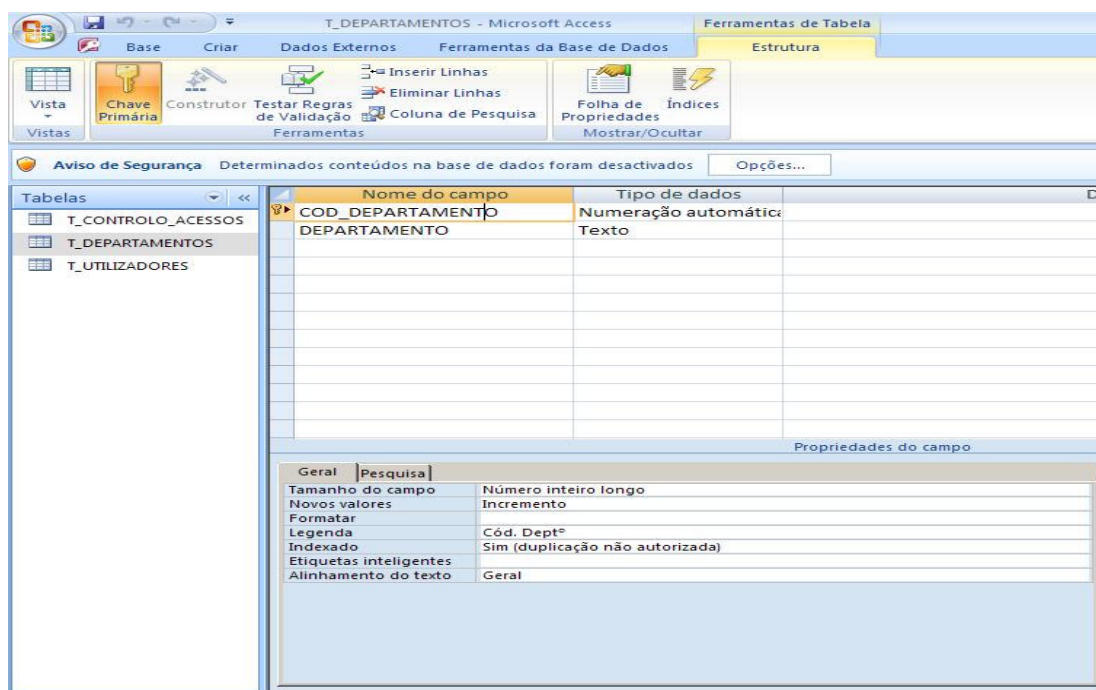 T_DEPARTAMENTOS - Microsoft Access
Ferramentas de Tabela
Base Criar Dados Externos Ferramentas da Base de Dados Estrutura
Vista
Chave Primária
Construtor
Testar Regras de Validação
Inserir Linhas
Eliminar Linhas
Coluna de Pesquisa
Folha de Propriedades
Índices
Vistas Ferramentas Mostrar/Ocultar
Aviso de Segurança Determinados conteúdos na base de dados foram desactivados Opções...
Tabelas
T_CONTROLO_ACESSOS
T_DEPARTAMENTOS
T_UTILIZADORES
Nome do campo Tipo de dados D
COD_DEPARTAMENTO Numeração automátic
DEPARTAMENTO Texto
Propriedades do campo
Geral Pesquisa
Tamanho do campo Número inteiro longo
Novos valores Incremento
Formatar
Legenda Cód. Deptº
Indexado Sim (duplicação não autorizada)
Etiquetas inteligentes
Alinhamento do texto Geral